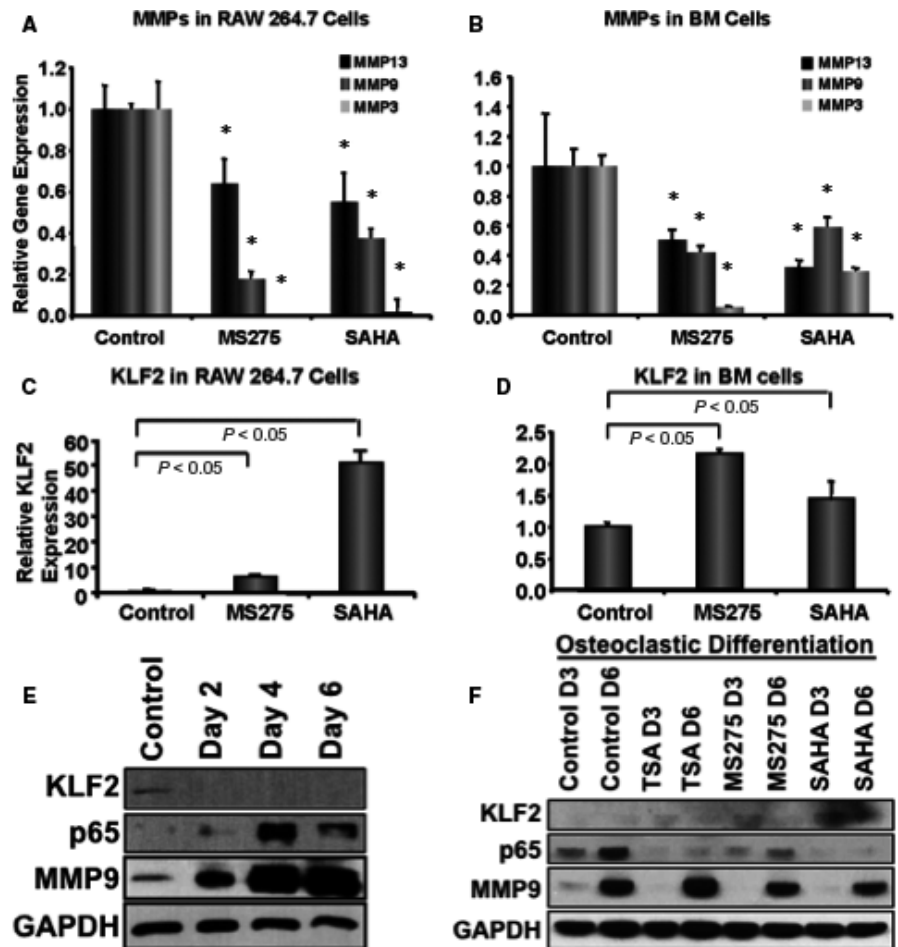 A MMPs in RAW 264.7 Cells
Relative Gene Expression
1.2
1.0
0.8
0.6
0.4
0.2
0.0
MMP13
MMP9
MMP3
* * * * * *
Control MS275 SAHA
B MMPs in BM Cells
1.6
1.4
1.2
1.0
0.8
0.6
0.4
0.2
0.0
MMP13
MMP9
MMP3
* * * * * *
Control MS275 SAHA
C KLF2 in RAW 264.7 Cells
Relative KLF2
Expression
P < 0.05
P < 0.05
60
50
40
30
20
10
0
Control MS275 SAHA
D KLF2 in BM cells
P < 0.05
P < 0.05
2.5
2.0
1.5
1.0
0.5
0.0
Control MS275 SAHA
E
Control Day 2 Day 4 Day 6
KLF2
p65
MMP9
GAPDH
F
Osteoclastic Differentiation
Control D3 Control D6 TSA D3 TSA D6 MS275 D3 MS275 D6 SAHA D3 SAHA D6
KLF2
p65
MMP9
GAPDH